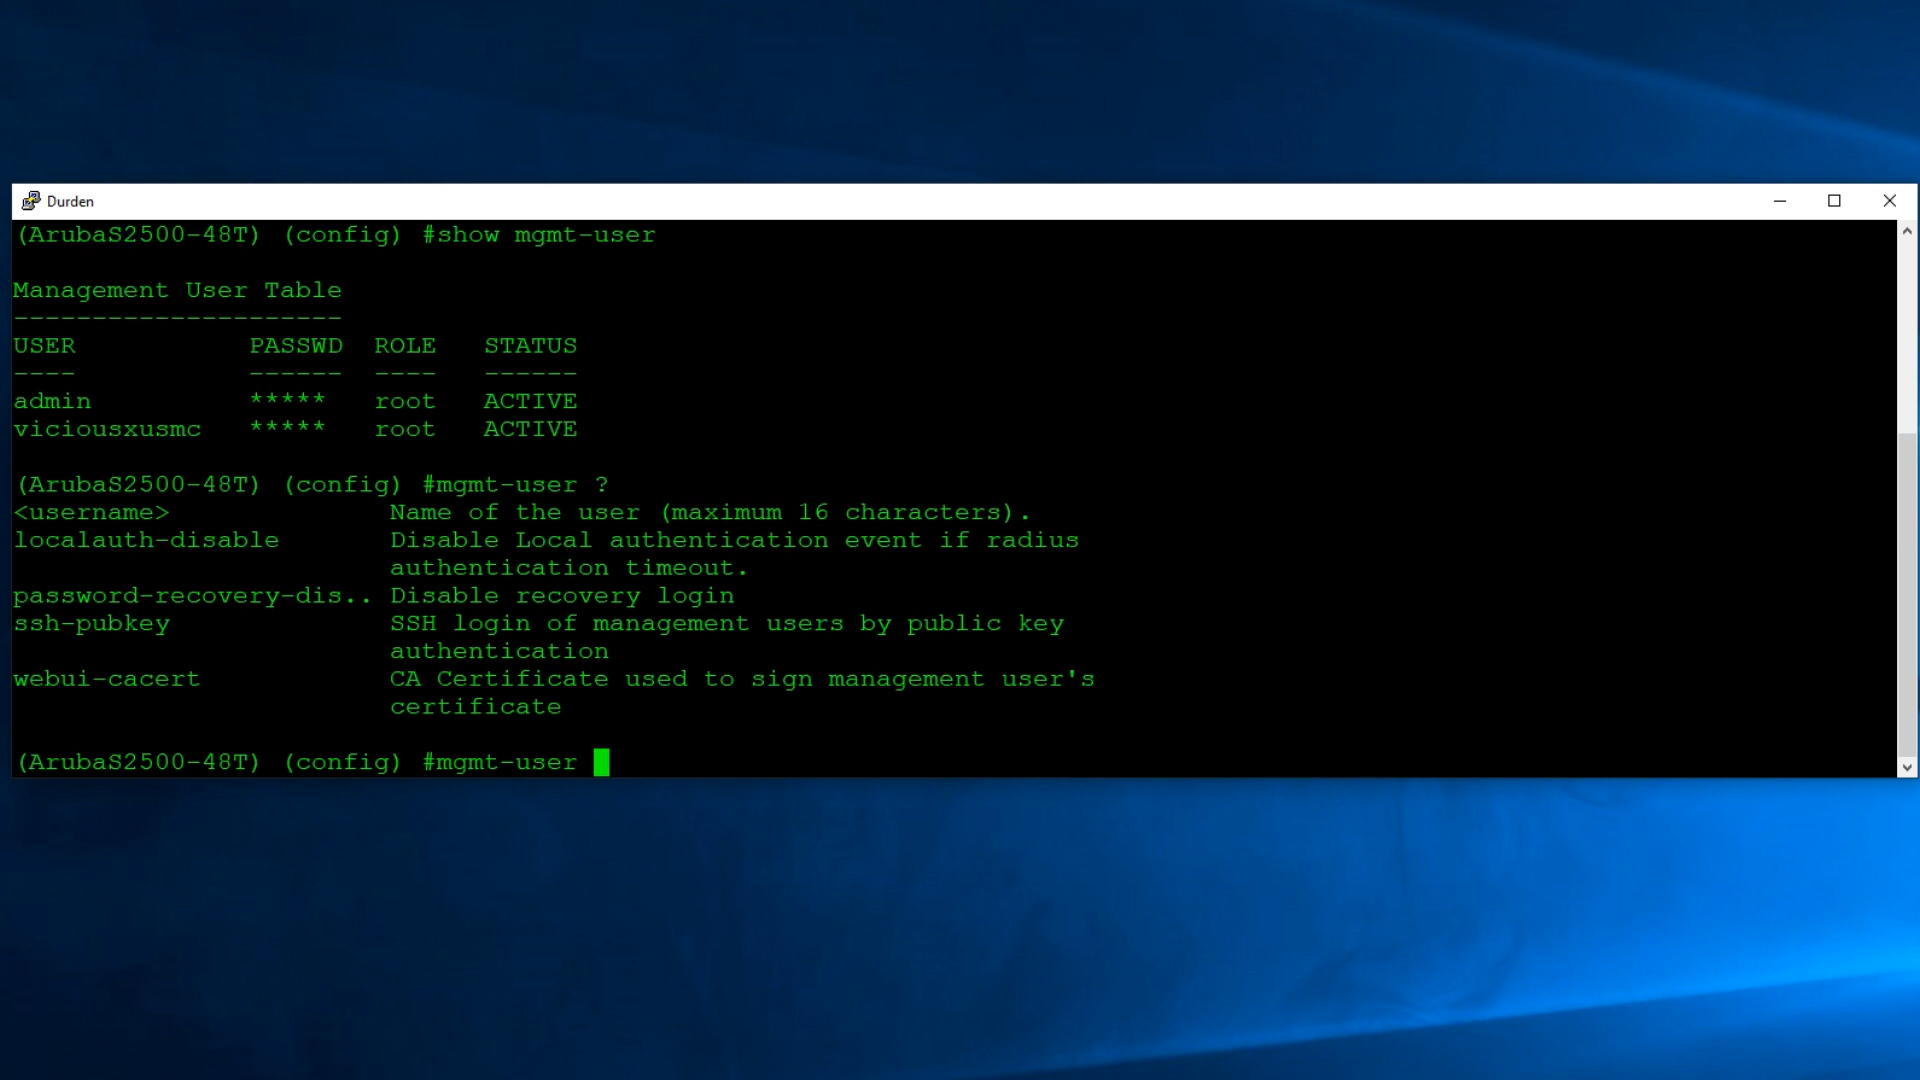 Durden
(ArubaS2500-48T) (config) #show mgmt-user
Management User Table
---------------------
USER PASSWD ROLE STATUS
---- ------ ---- ------
admin ***** root ACTIVE
viciousxusmc ***** root ACTIVE
(ArubaS2500-48T) (config) #mgmt-user ?
<username> Name of the user (maximum 16 characters).
localauth-disable Disable Local authentication event if radius
authentication timeout.
password-recovery-dis.. Disable recovery login
ssh-pubkey SSH login of management users by public key
authentication
webui-cacert CA Certificate used to sign management user's
certificate
(ArubaS2500-48T) (config) #mgmt-user